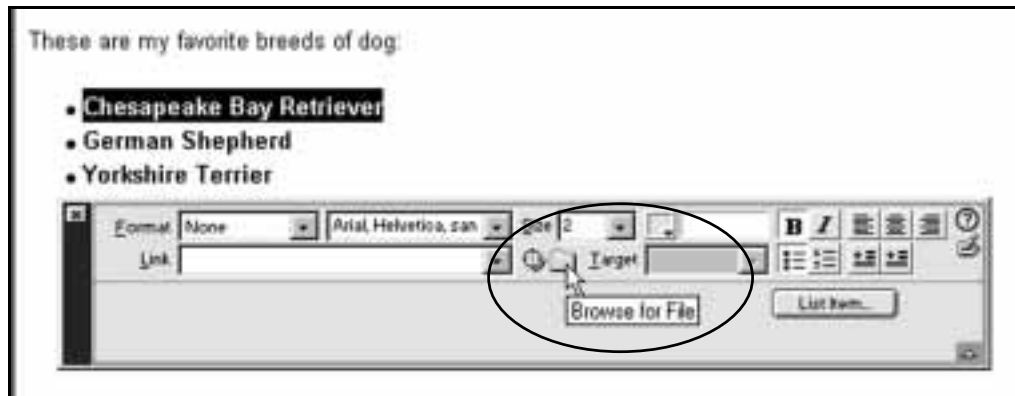 These are my favorite breeds of dog:
• Chesapeake Bay Retriever
• German Shepherd
• Yorkshire Terrier
Format None Arial, Helvetica, san Size 2 B I
Link Target
Browse for File List Item...